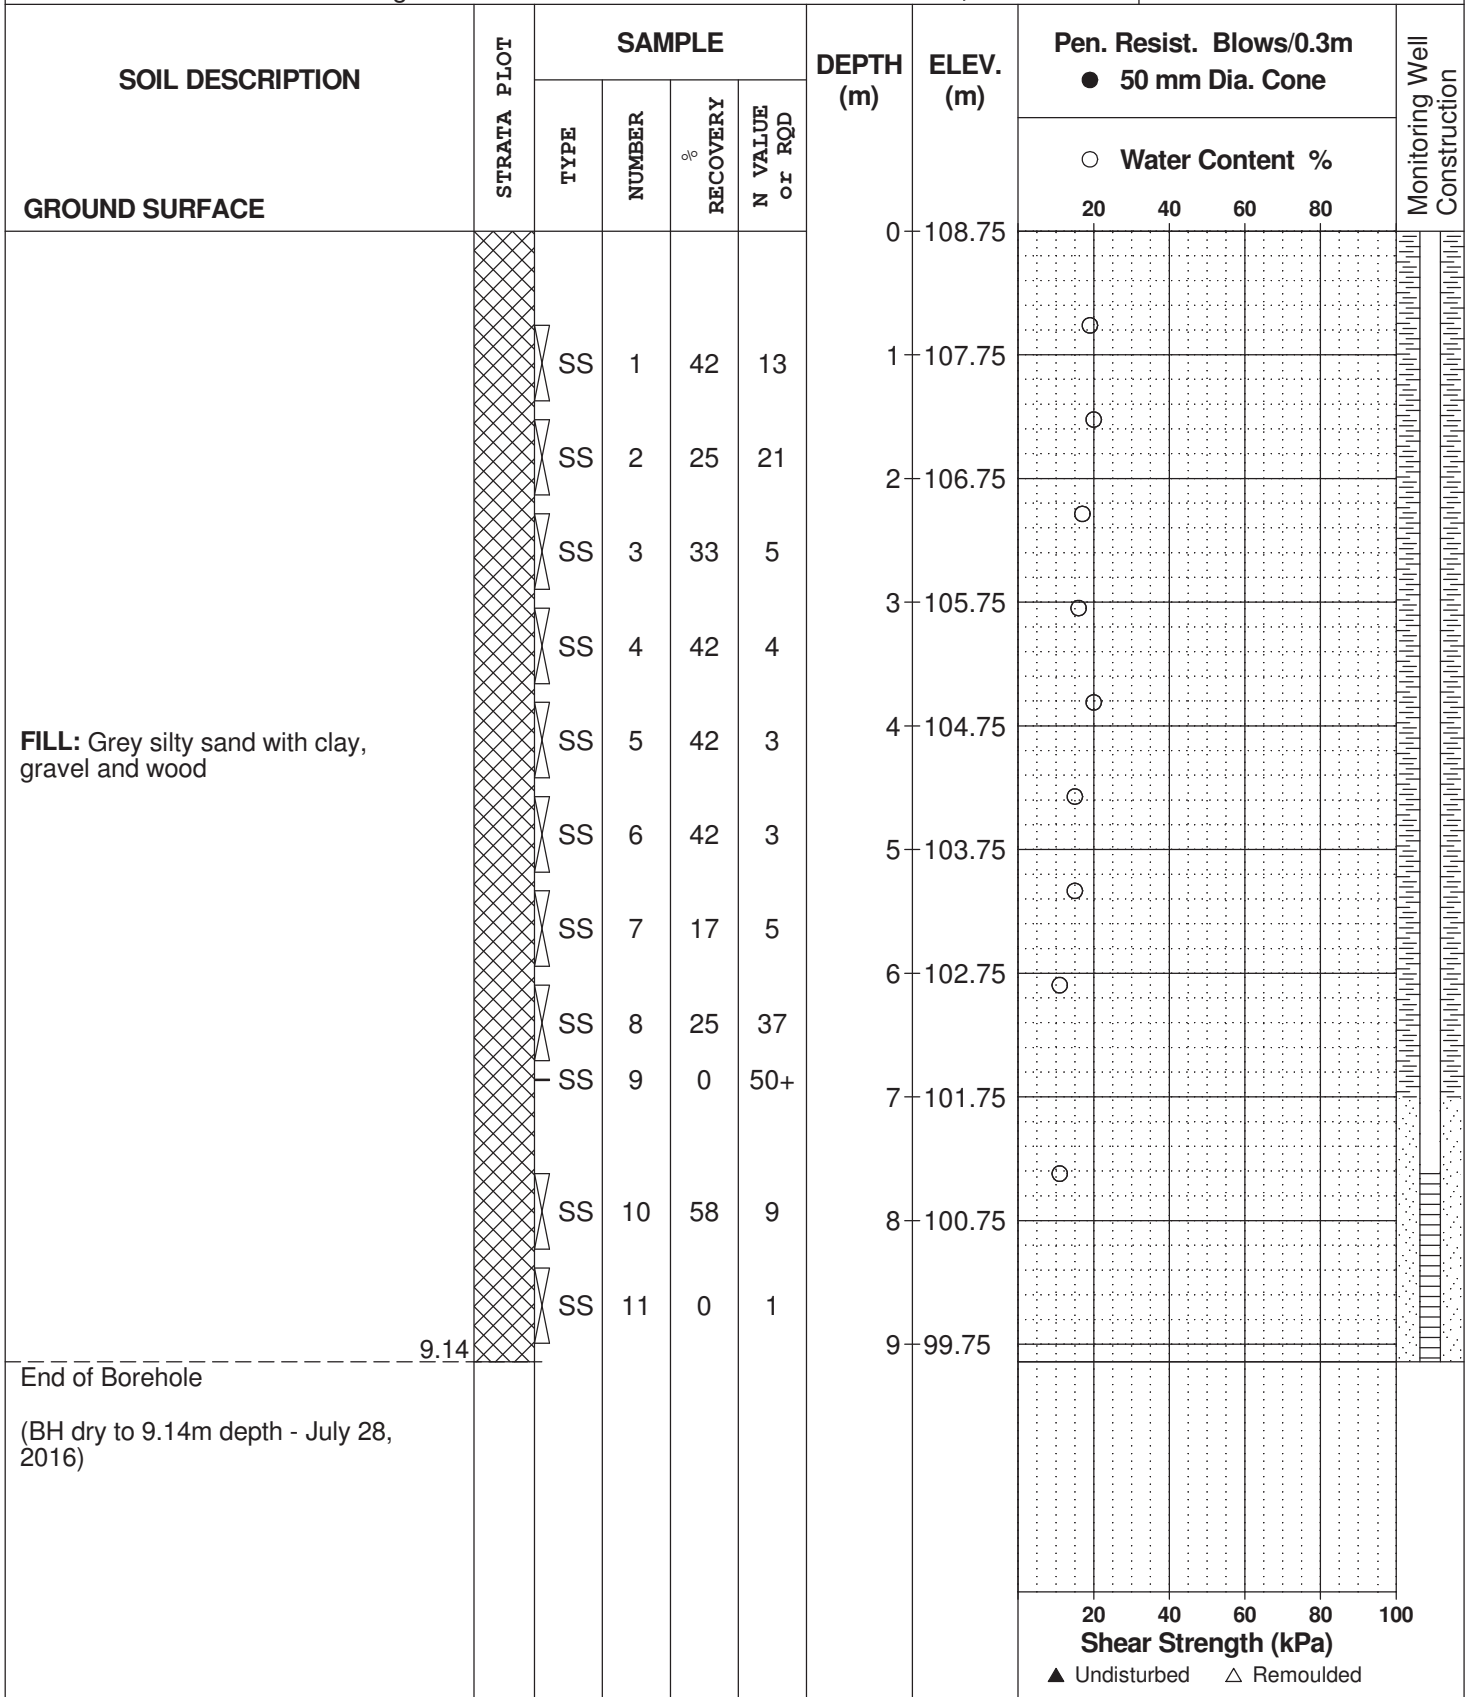 SOIL DESCRIPTION
GROUND SURFACE
STRATA PLOT
SAMPLE
TYPE
NUMBER
%
RECOVERY
N VALUE
or RQD
DEPTH
(m)
ELEV.
(m)
Pen. Resist. Blows/0.3m
● 50 mm Dia. Cone
○ Water Content %
20 40 60 80
Monitoring Well
Construction
0 108.75
SS 1 42 13
1 107.75
SS 2 25 21
2 106.75
SS 3 33 5
3 105.75
SS 4 42 4
4 104.75
FILL: Grey silty sand with clay,
gravel and wood
SS 5 42 3
SS 6 42 3
5 103.75
SS 7 17 5
6 102.75
SS 8 25 37
SS 9 0 50+
7 101.75
SS 10 58 9
8 100.75
SS 11 0 1
9 99.75
9.14
End of Borehole
(BH dry to 9.14m depth - July 28,
2016)
20 40 60 80 100
Shear Strength (kPa)
▲ Undisturbed △ Remoulded